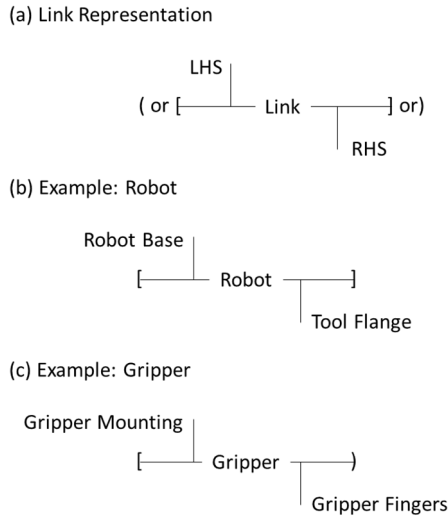 (a) Link Representation
LHS
( or [ Link ] or)
RHS
(b) Example: Robot
Robot Base
[ Robot ]
Tool Flange
(c) Example: Gripper
Gripper Mounting
[ Gripper )
Gripper Fingers